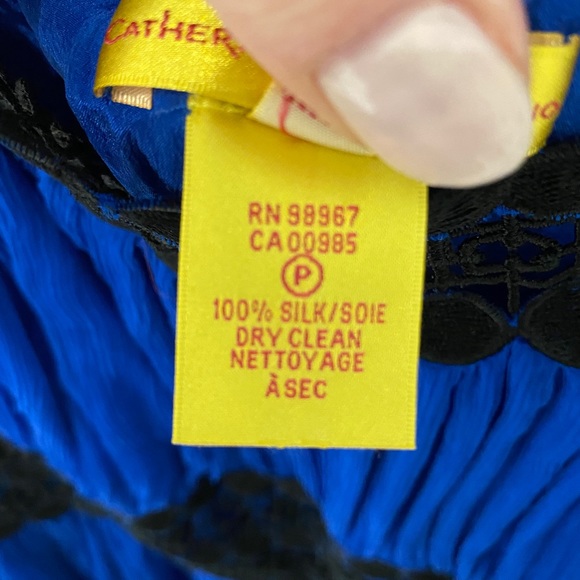 CATHER
RN 98967
CA 00985
P
100% SILK/SOIE
DRY CLEAN
NETTOYAGE
À SEC